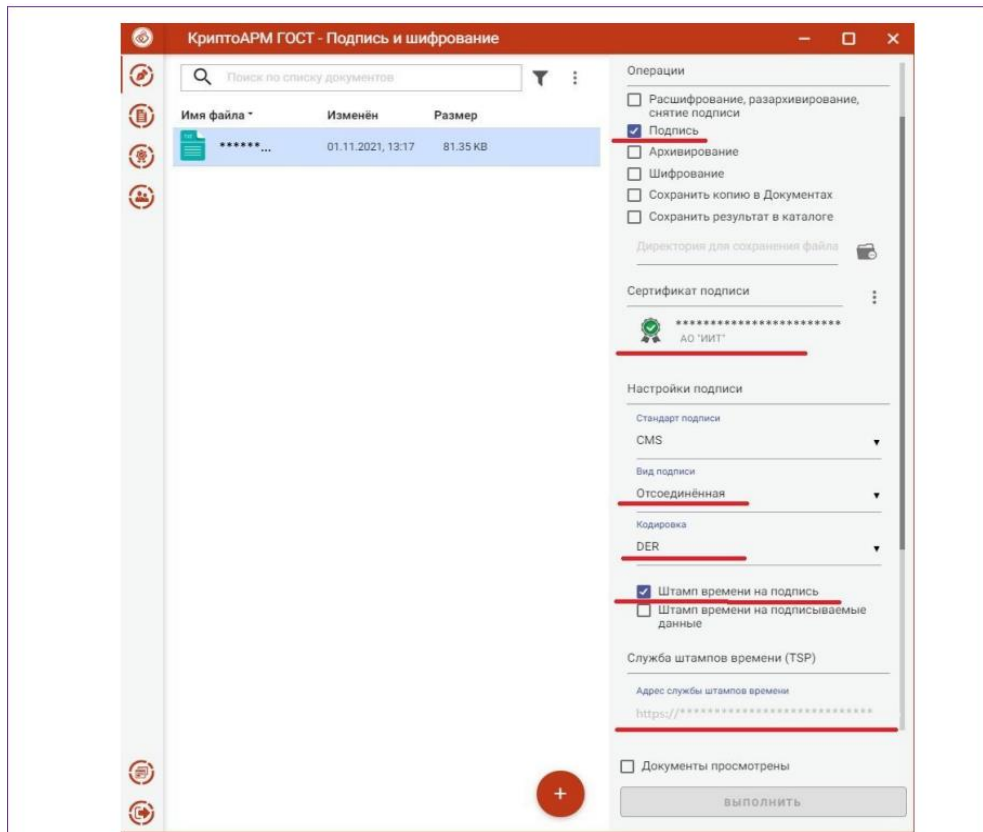 КриптоАРМ ГОСТ - Подпись и шифрование
Поиск по списку документов
Имя файла
Изменён
Размер
TXT
******...
01.11.2021, 13:17
81.35 KB
Операции
Расшифрование, разархивирование,
снятие подписи
Подпись
Архивирование
Шифрование
Сохранить копию в Документах
Сохранить результат в каталоге
Директория для сохранения файла
Сертификат подписи
************************
АО "ИИТ"
Настройки подписи
Стандарт подписи
CMS
Вид подписи
Отсоединённая
Кодировка
DER
Штамп времени на подпись
Штамп времени на подписываемые
данные
Служба штампов времени (TSP)
Адрес службы штампов времени
https://****************************
Документы просмотрены
ВЫПОЛНИТЬ